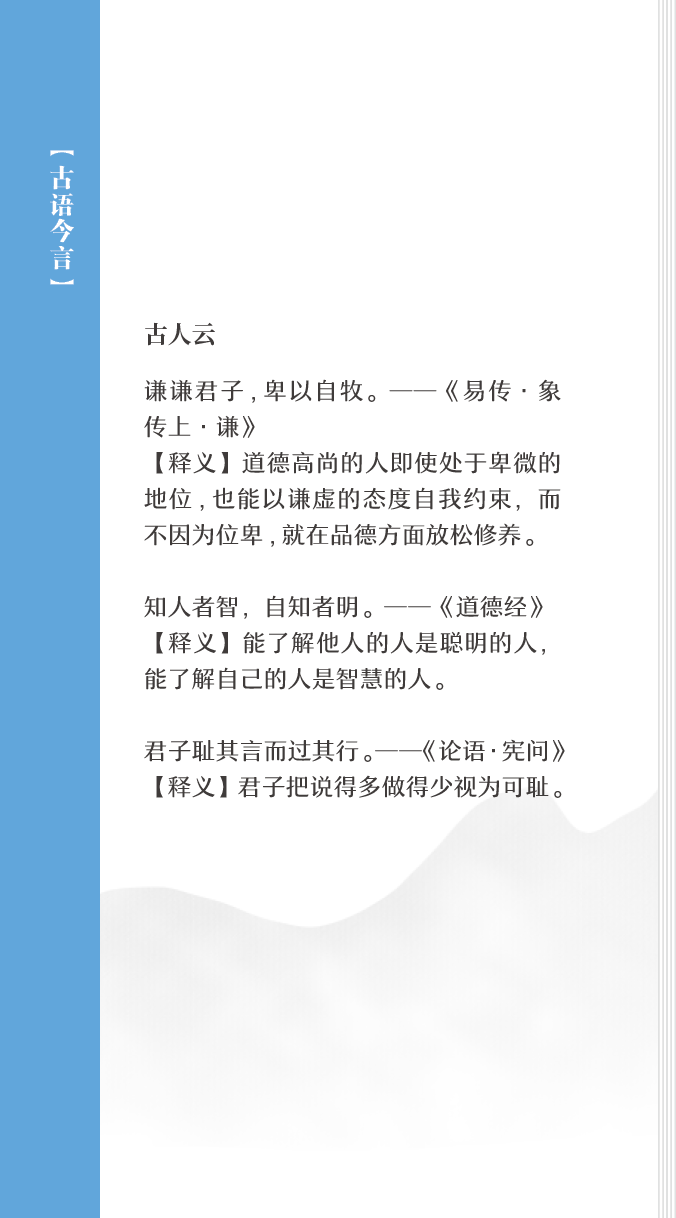 【古语今言】
古人云
谦谦君子,卑以自牧。——《易传·象
传上·谦》
【释义】道德高尚的人即使处于卑微的
地位,也能以谦虚的态度自我约束，而
不因为位卑,就在品德方面放松修养。
知人者智，自知者明。——《道德经》
【释义】能了解他人的人是聪明的人，
能了解自己的人是智慧的人。
君子耻其言而过其行。——《论语·宪问》
【释义】君子把说得多做得少视为可耻。